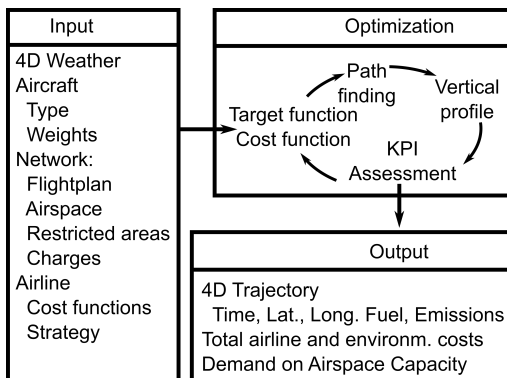 Input
4D Weather
Aircraft
Type
Weights
Network:
Flightplan
Airspace
Restricted areas
Charges
Airline
Cost functions
Strategy
Optimization
Path
finding
Vertical
profile
Target function
Cost function
KPI
Assessment
Output
4D Trajectory
Time, Lat., Long. Fuel, Emissions
Total airline and environm. costs
Demand on Airspace Capacity